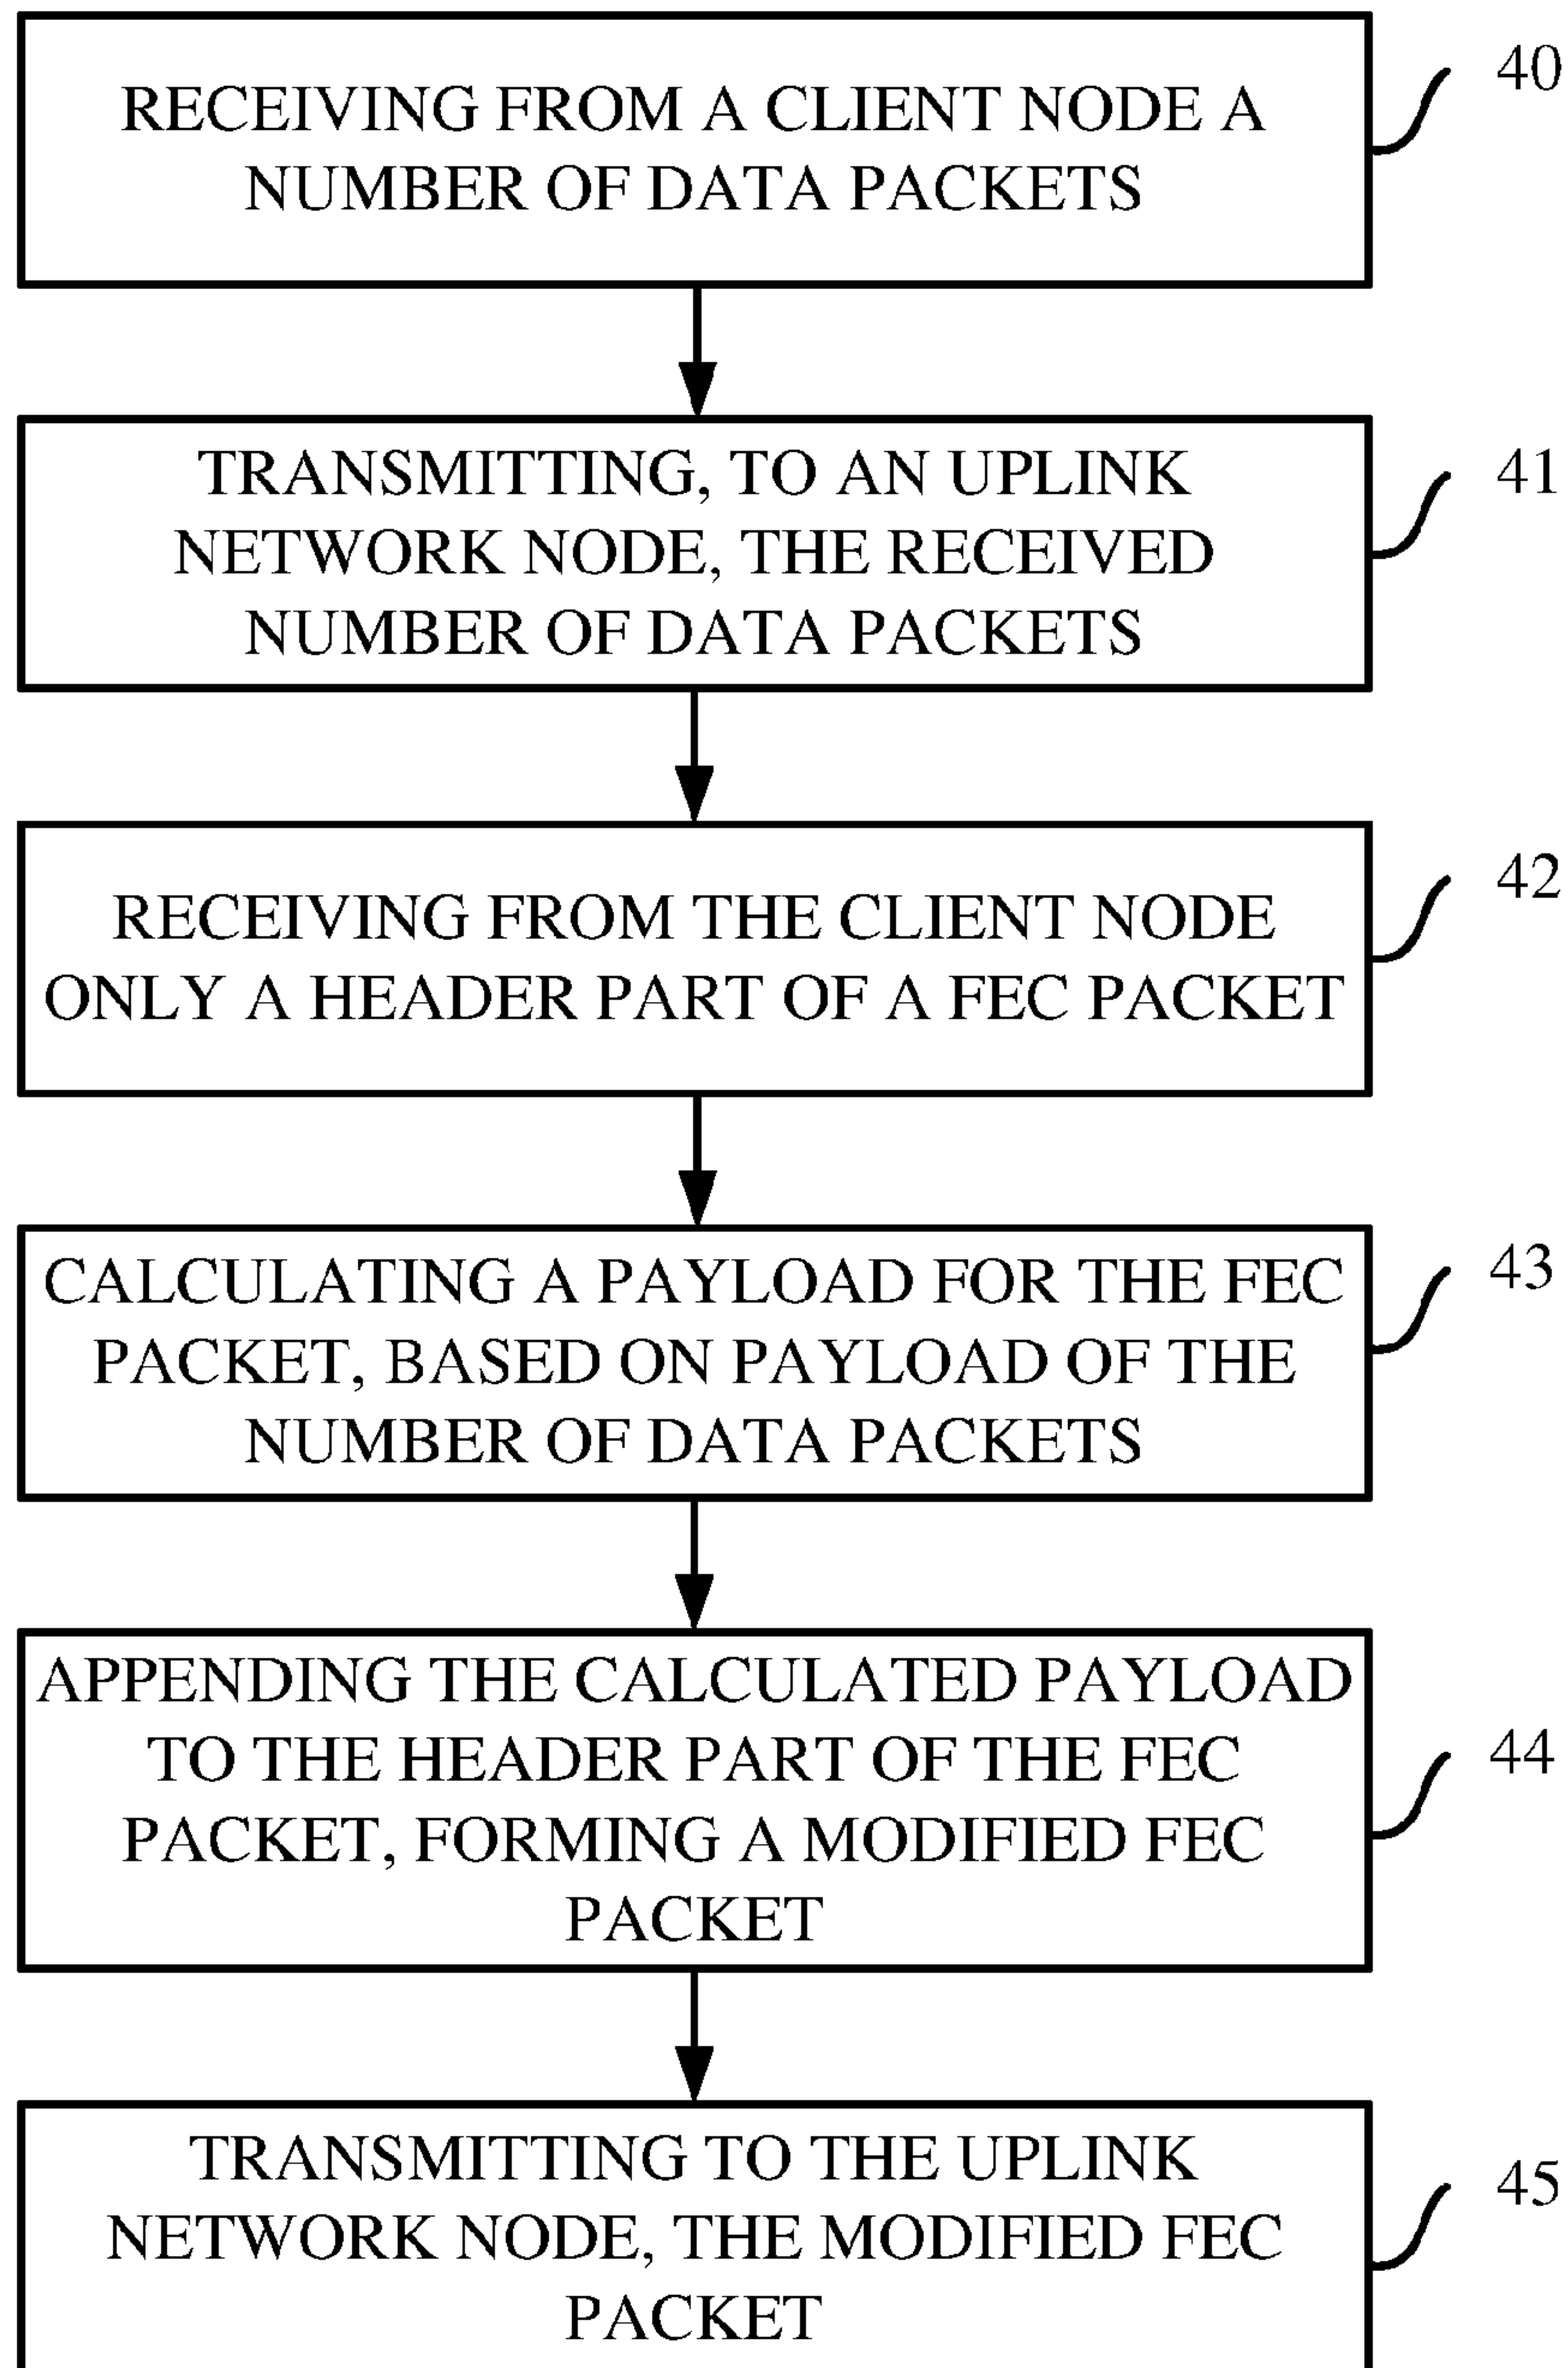 RECEIVING FROM A CLIENT NODE A
NUMBER OF DATA PACKETS
40
TRANSMITTING, TO AN UPLINK
NETWORK NODE, THE RECEIVED
NUMBER OF DATA PACKETS
41
RECEIVING FROM THE CLIENT NODE
ONLY A HEADER PART OF A FEC PACKET
42
CALCULATING A PAYLOAD FOR THE FEC
PACKET, BASED ON PAYLOAD OF THE
NUMBER OF DATA PACKETS
43
APPENDING THE CALCULATED PAYLOAD
TO THE HEADER PART OF THE FEC
PACKET, FORMING A MODIFIED FEC
PACKET
44
TRANSMITTING TO THE UPLINK
NETWORK NODE, THE MODIFIED FEC
PACKET
45